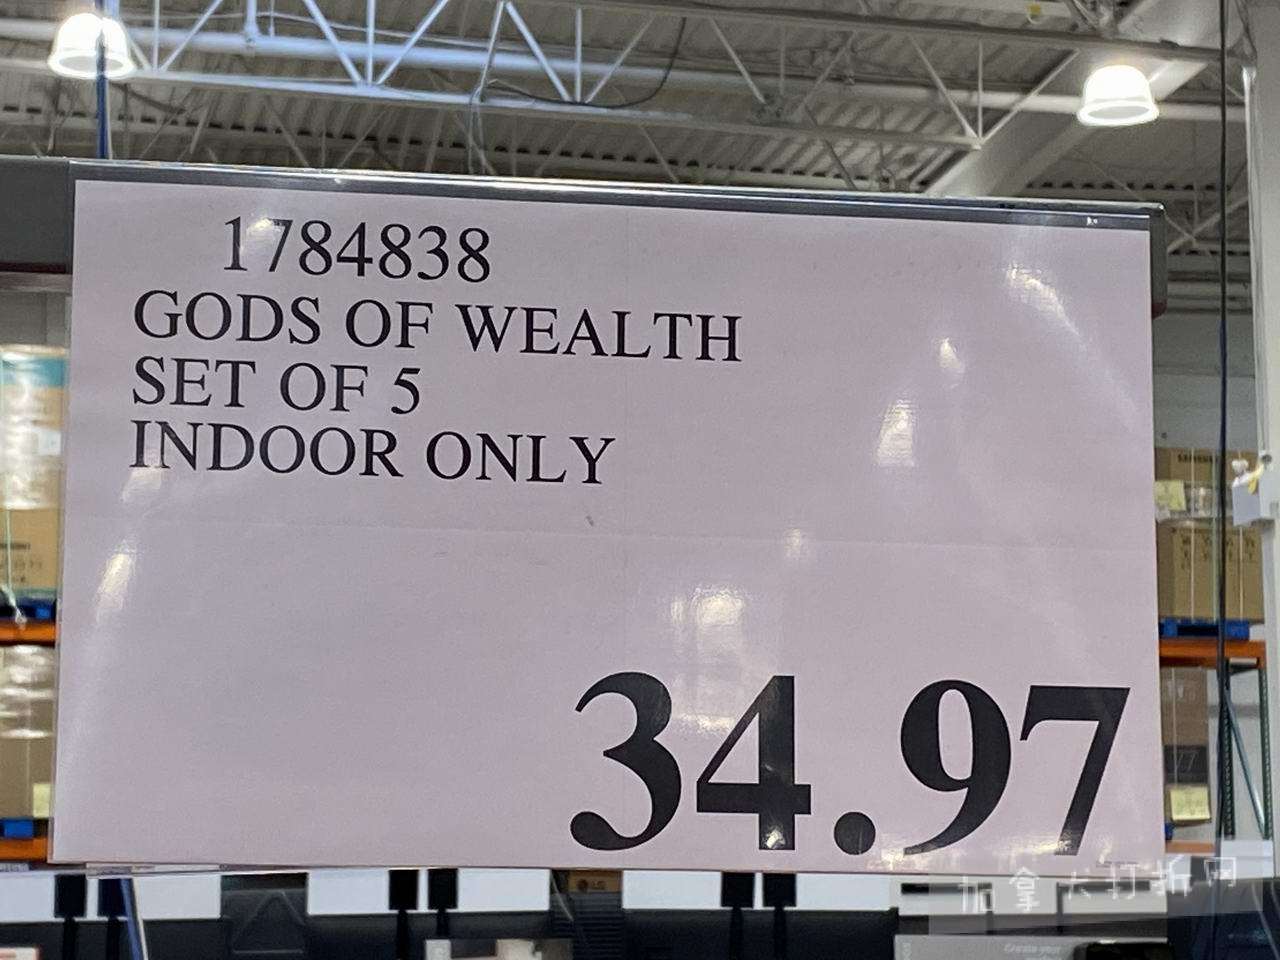 1784838
GODS OF WEALTH
SET OF 5
INDOOR ONLY
34.97
加拿大打折网